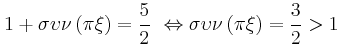 1 + συν (πξ) = 5/2 ⇔ συν (πξ) = 3/2 > 1